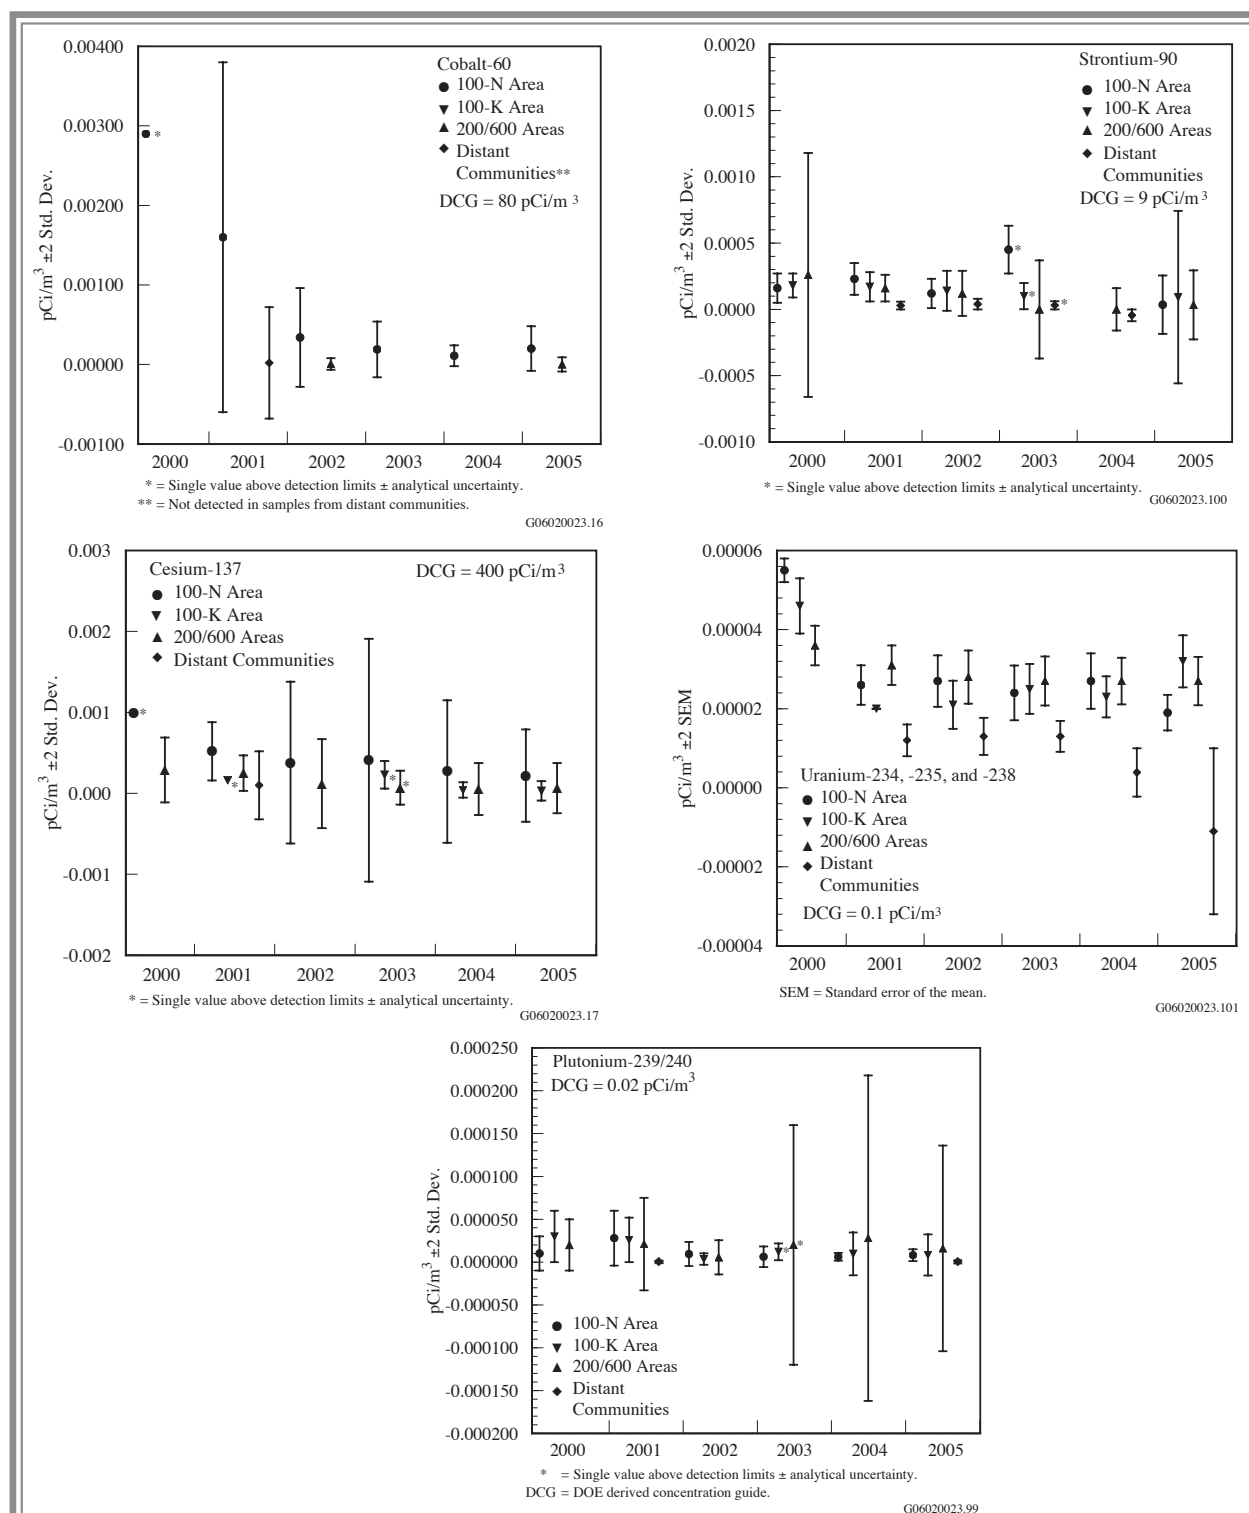 Cobalt-60
100-N Area
100-K Area
200/600 Areas
Distant
Communities**
DCG = 80 pCi/m 3
pCi/m3 ±2 Std. Dev.
0.00400
0.00300
0.00200
0.00100
0.00000
-0.00100
*
2000 2001 2002 2003 2004 2005
* = Single value above detection limits ± analytical uncertainty.
** = Not detected in samples from distant communities.
G06020023.16
Strontium-90
100-N Area
100-K Area
200/600 Areas
Distant
Communities
DCG = 9 pCi/m3
pCi/m3 ±2 Std. Dev.
0.0020
0.0015
0.0010
0.0005
0.0000
-0.0005
-0.0010
*
*
*
2000 2001 2002 2003 2004 2005
* = Single value above detection limits ± analytical uncertainty.
G0602023.100
Cesium-137
DCG = 400 pCi/m3
100-N Area
100-K Area
200/600 Areas
Distant Communities
pCi/m3 ±2 Std. Dev.
0.003
0.002
0.001
0.000
-0.001
-0.002
*
*
*
*
2000 2001 2002 2003 2004 2005
* = Single value above detection limits ± analytical uncertainty.
G06020023.17
0.00006
0.00004
0.00002
0.00000
-0.00002
-0.00004
pCi/m3 ±2 SEM
Uranium-234, -235, and -238
100-N Area
100-K Area
200/600 Areas
Distant
Communities
DCG = 0.1 pCi/m3
2000 2001 2002 2003 2004 2005
SEM = Standard error of the mean.
G06020023.101
Plutonium-239/240
DCG = 0.02 pCi/m3
pCi/m3 ±2 Std. Dev.
0.000250
0.000200
0.000150
0.000100
0.000050
0.000000
-0.000050
-0.000100
-0.000150
-0.000200
*
*
100-N Area
100-K Area
200/600 Areas
Distant
Communities
2000 2001 2002 2003 2004 2005
* = Single value above detection limits ± analytical uncertainty.
DCG = DOE derived concentration guide.
G06020023.99